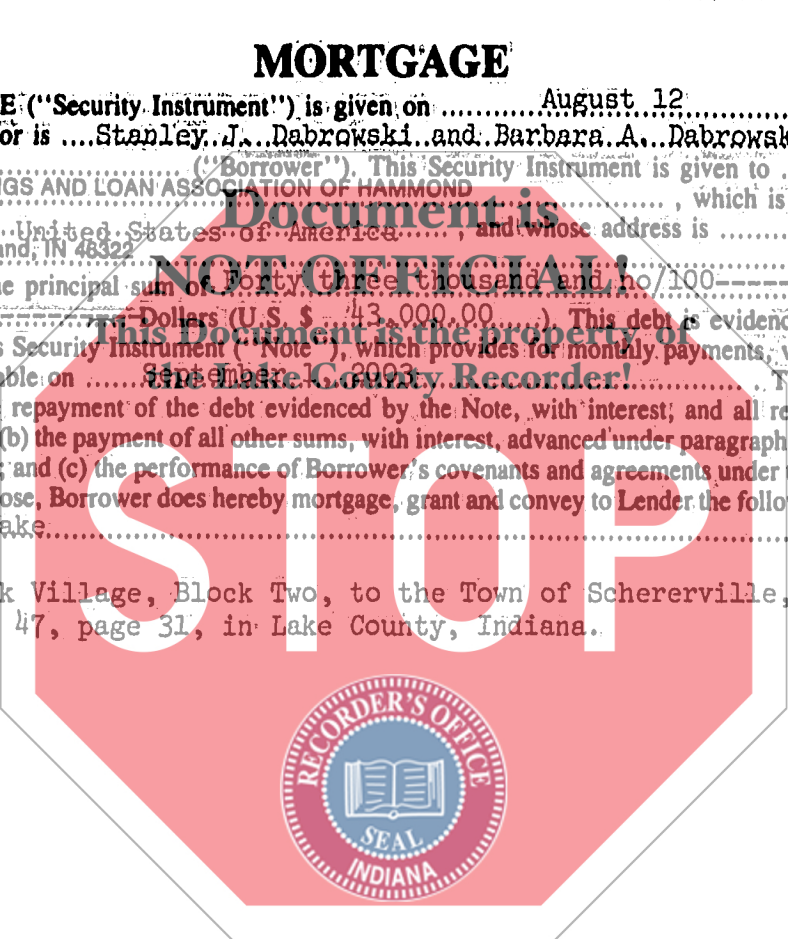 MORTGAGE
E ("Security Instrument") is given on .......... August 12 ..........
or is .... Stanley J. Dabrowski and Barbara A. Dabrowsk
.......... ("Borrower"). This Security Instrument is given to .
NGS AND LOAN ASSOCIATION OF HAMMOND
.........., which is
Document is
United States of America ....., and whose address is ........
and, IN 46322
NOT OFFICIAL!
e principal sum of Forty three thousand and no/100------
------Dollars (U.S. $ 43,000.00 ....). This debt is evidenc
This Document is the property of
s Security Instrument ("Note"), which provides for monthly payments,
the Lake County Recorder!
ble on ...... September 1, 2003 ..........
repayment of the debt evidenced by the Note, with interest; and all re
(b) the payment of all other sums, with interest, advanced under paragraph
; and (c) the performance of Borrower's covenants and agreements under
ose, Borrower does hereby mortgage, grant and convey to Lender the follo
ake ..........
STOP
k Village, Block Two, to the Town of Schererville,
47, page 31, in Lake County, Indiana.
RECORDER'S OFFICE
SEAL
INDIANA